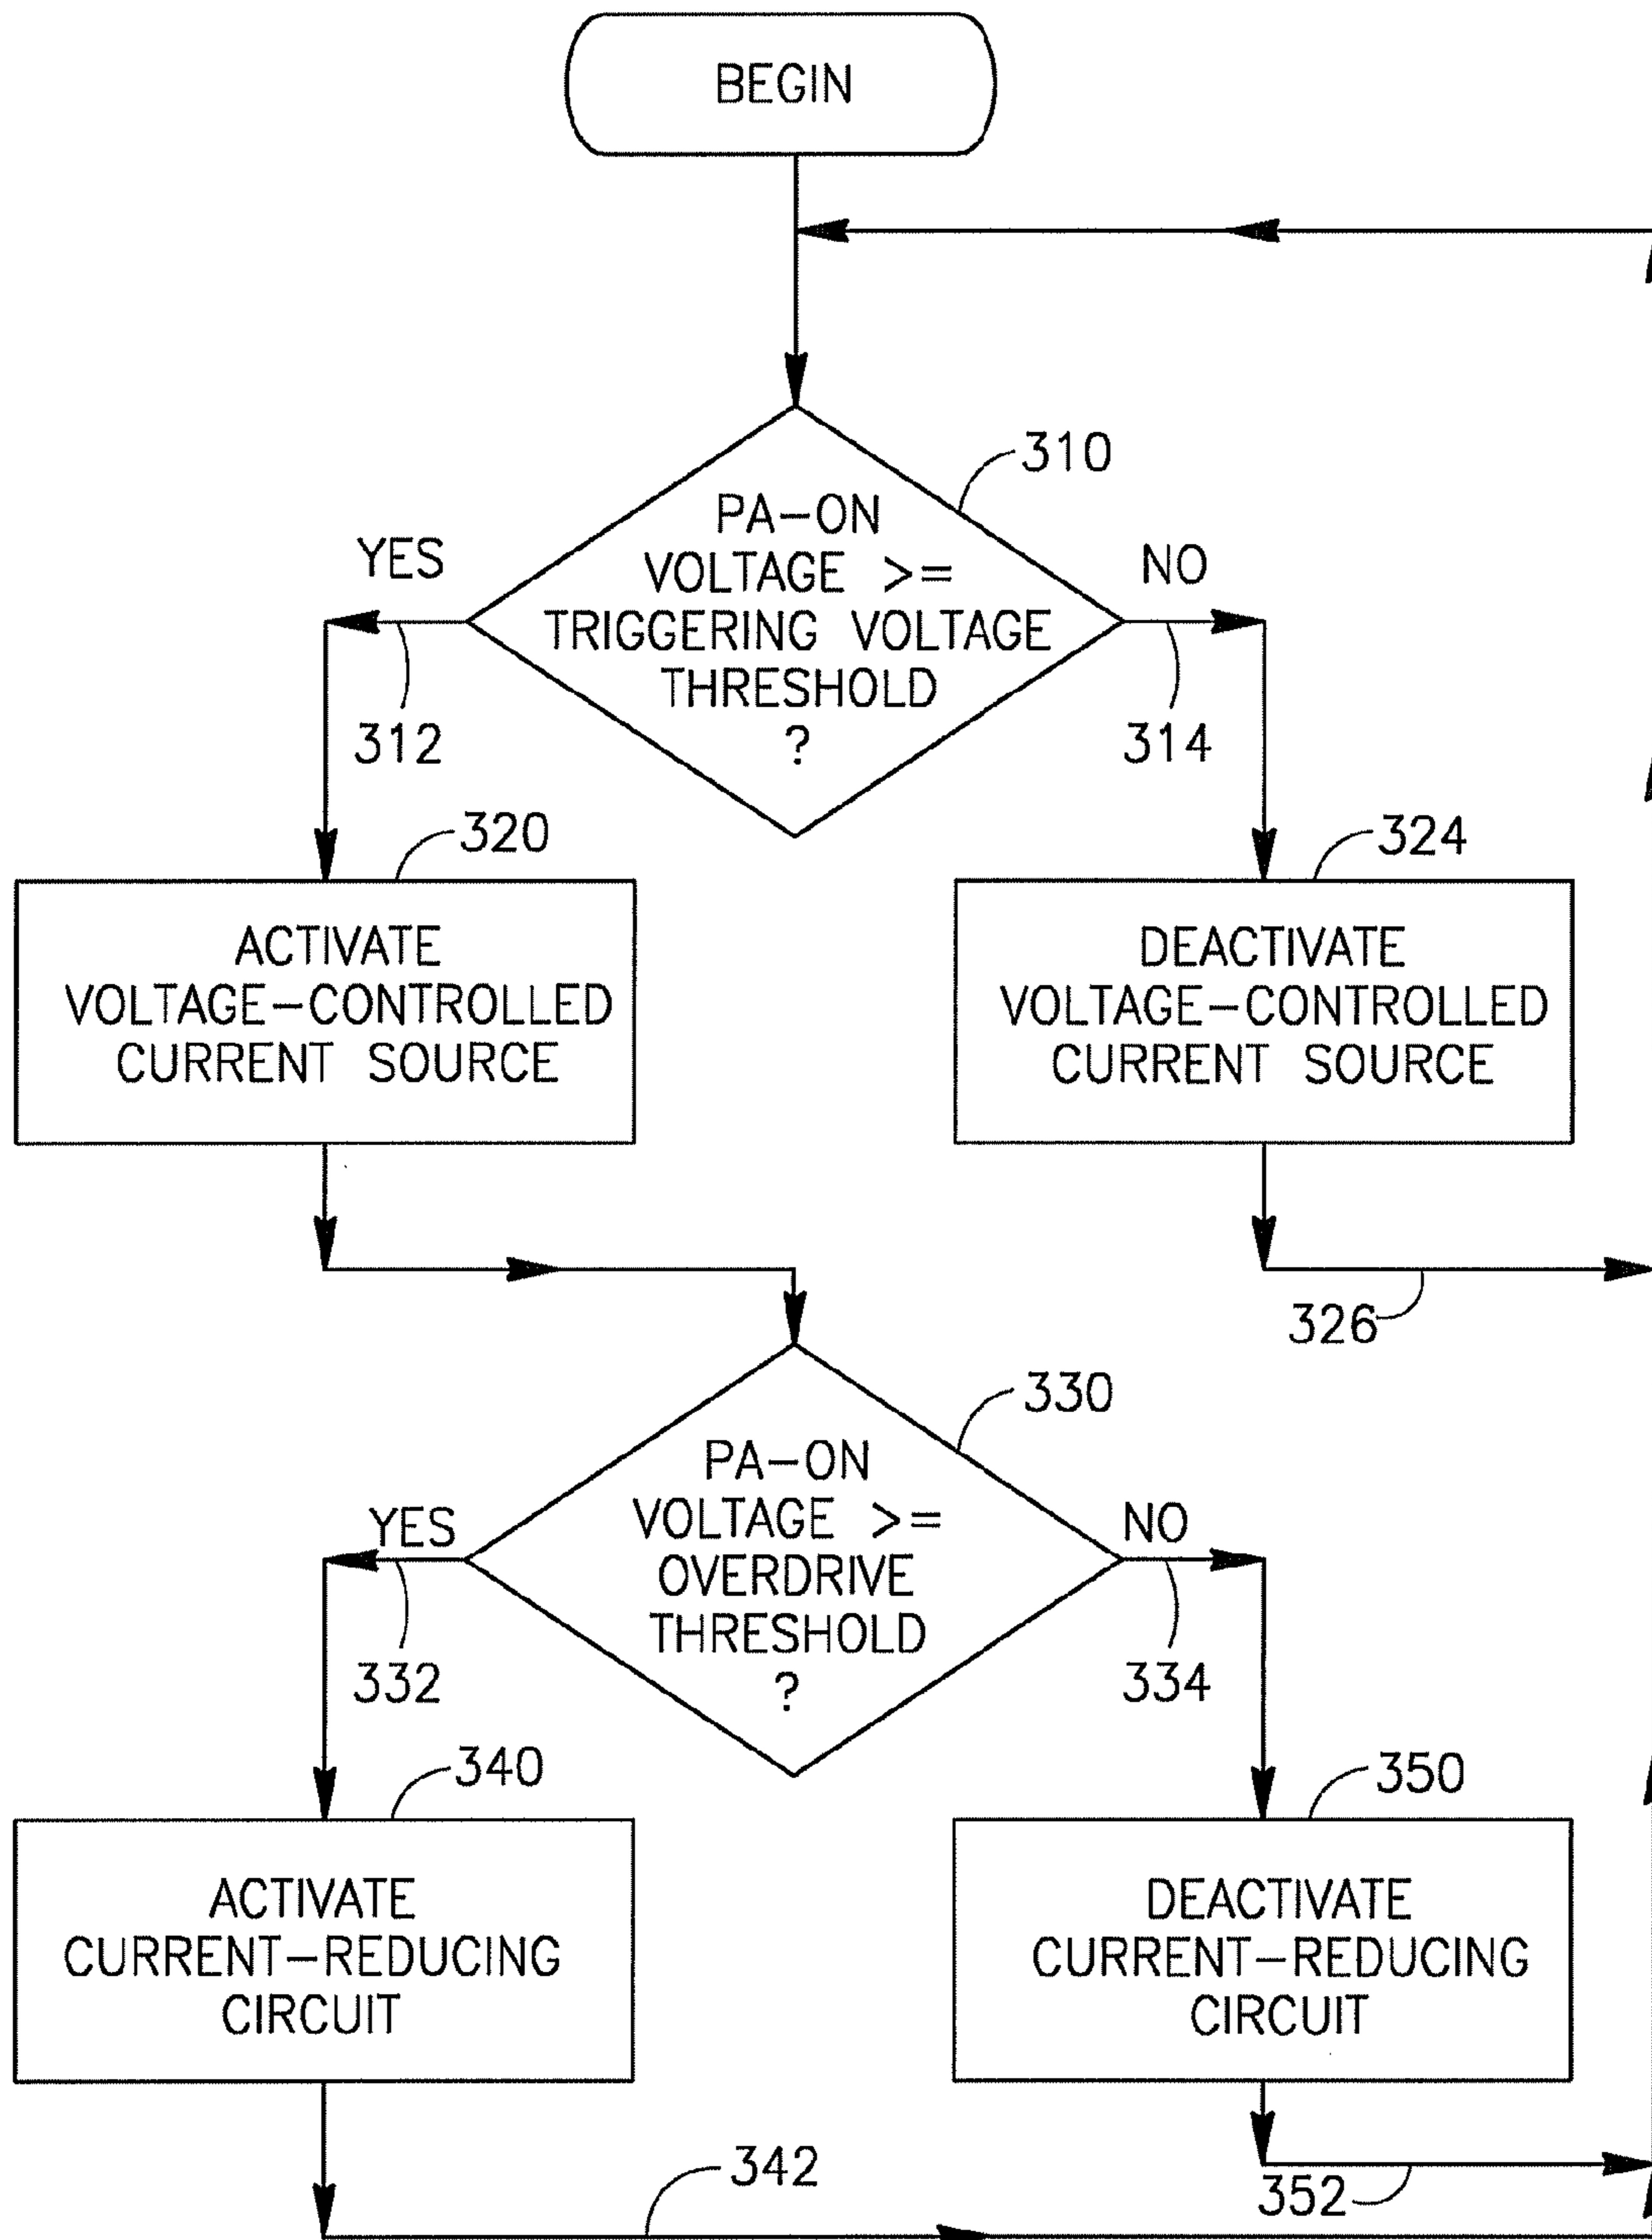 BEGIN
310
PA-ON
VOLTAGE >=
TRIGGERING VOLTAGE
THRESHOLD
?
YES
NO
312
314
320
324
ACTIVATE
VOLTAGE-CONTROLLED
CURRENT SOURCE
DEACTIVATE
VOLTAGE-CONTROLLED
CURRENT SOURCE
326
330
PA-ON
VOLTAGE >=
OVERDRIVE
THRESHOLD
?
YES
NO
332
334
340
350
ACTIVATE
CURRENT-REDUCING
CIRCUIT
DEACTIVATE
CURRENT-REDUCING
CIRCUIT
342
352